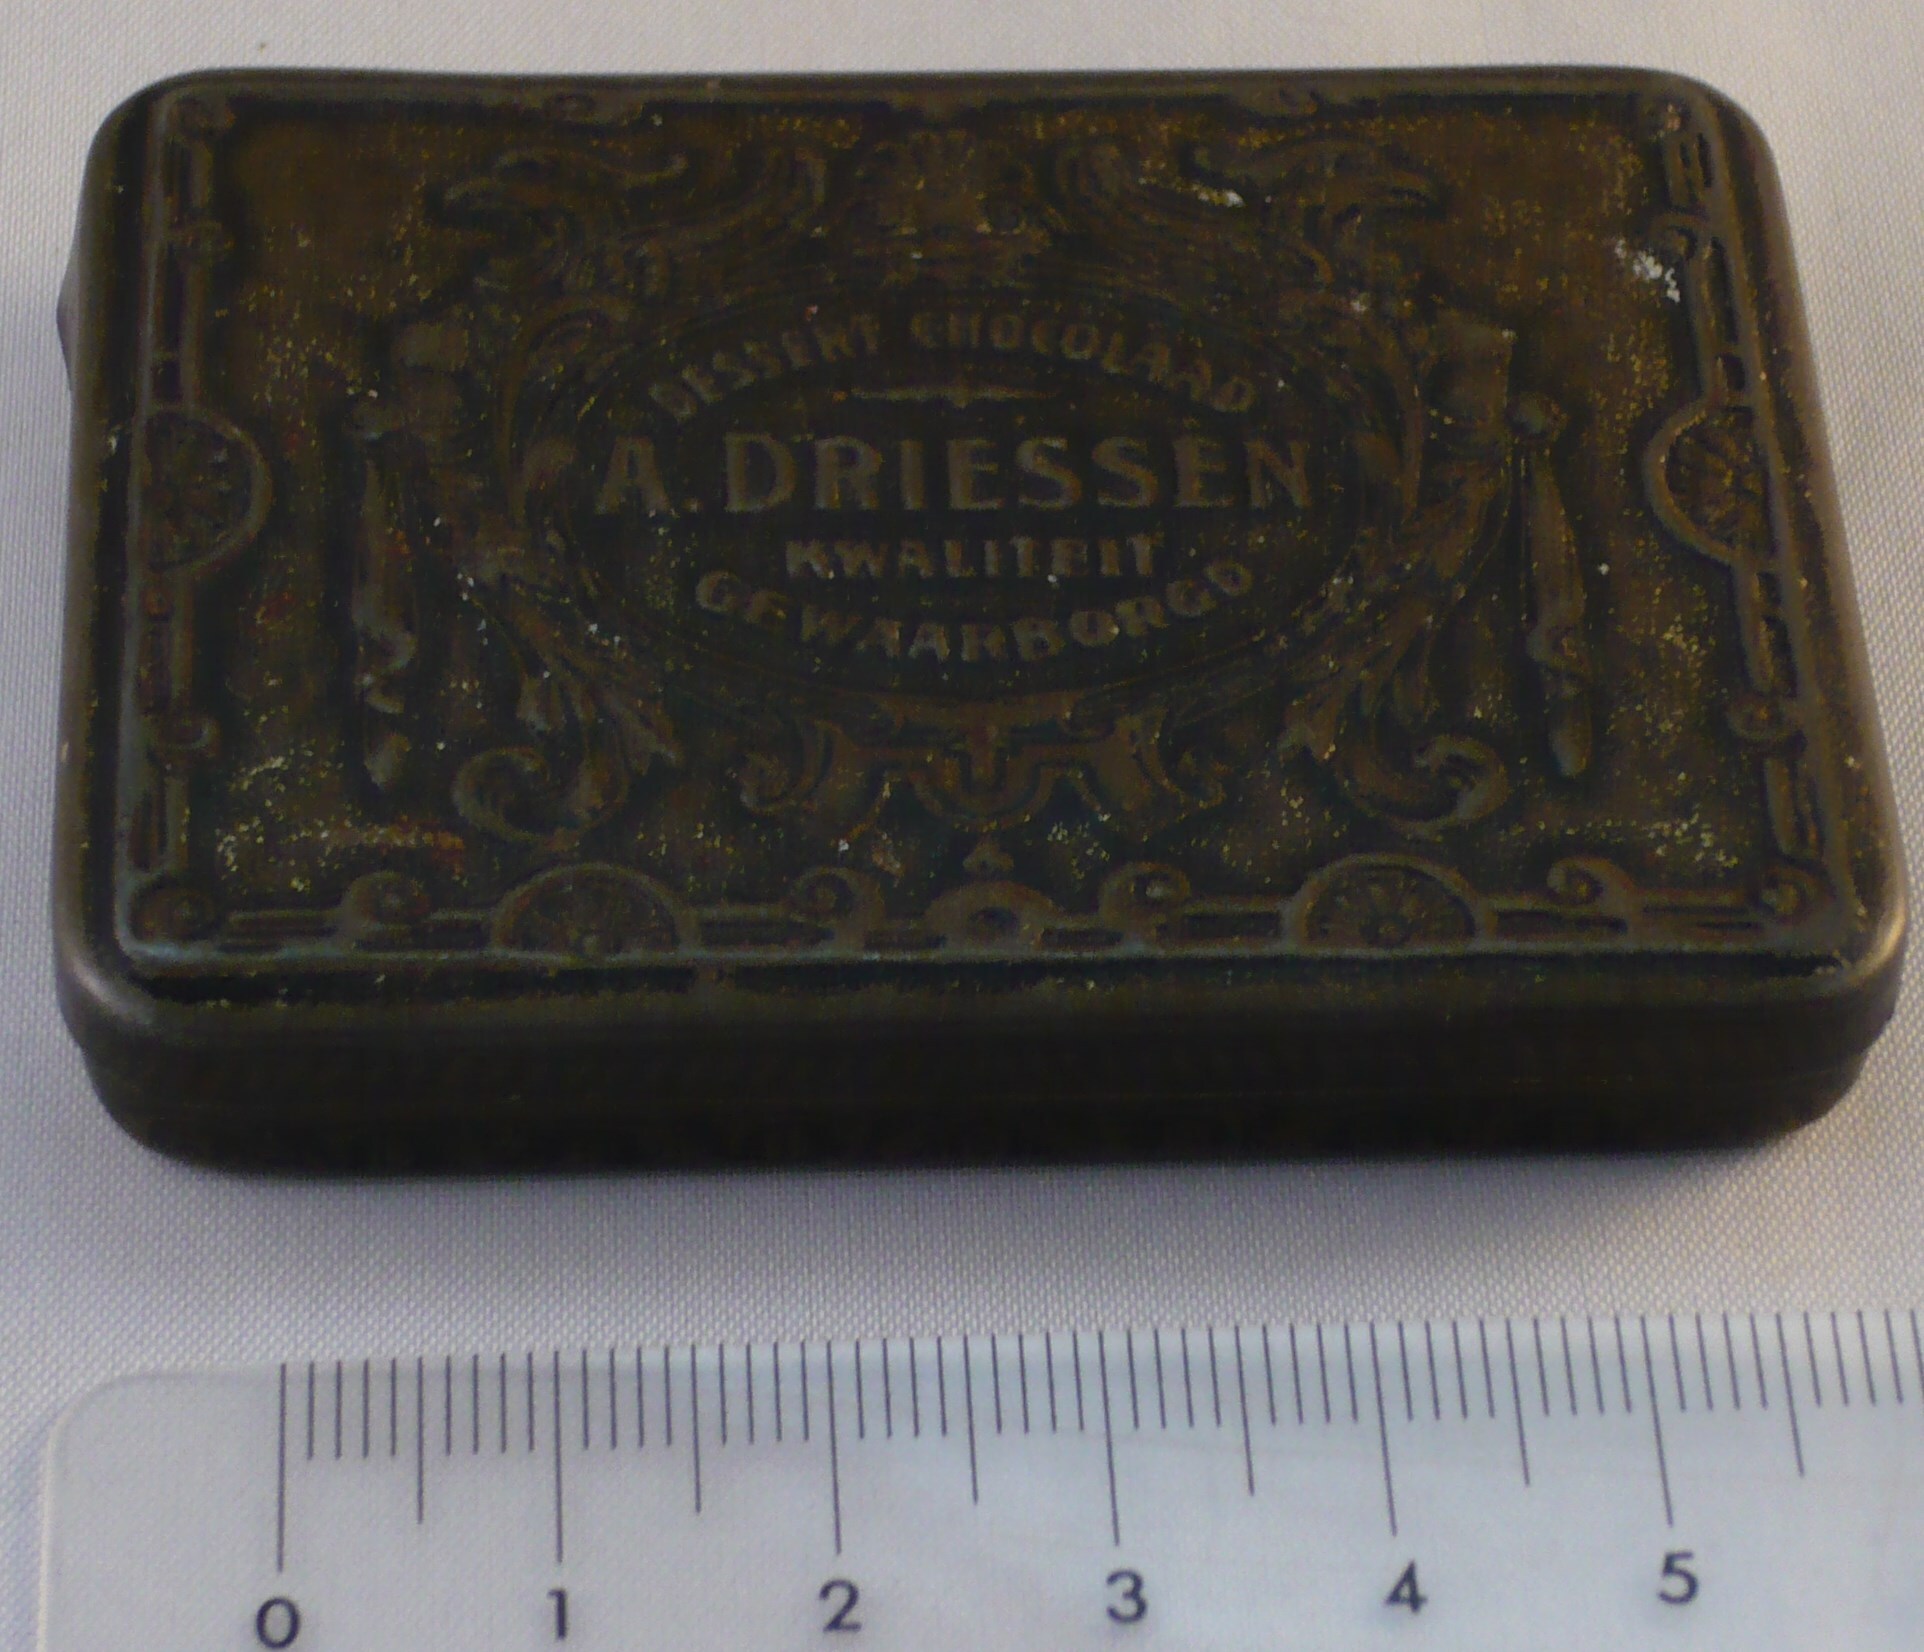 DESSERT CHOCOLAAD
A. DRIESSEN
KWALITEIT
GEWAARBORGD
0 1 2 3 4 5